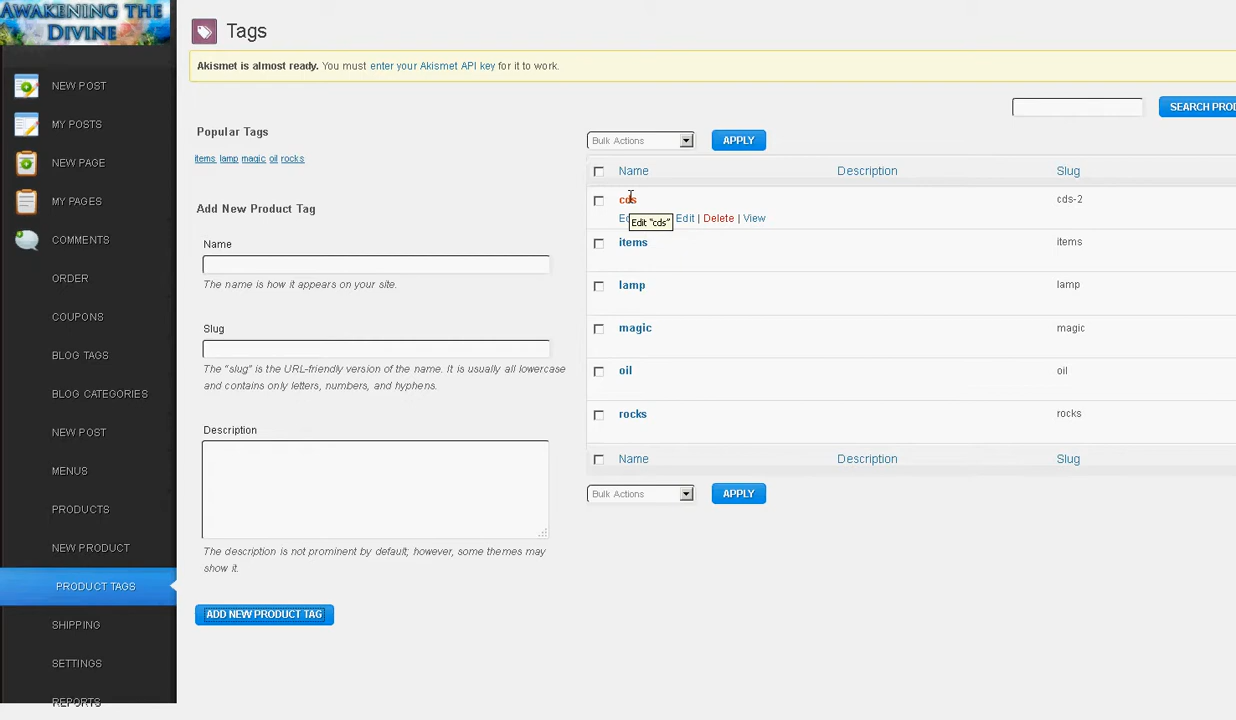 AWAKENING THE
DIVINE
NEW POST
MY POSTS
NEW PAGE
MY PAGES
COMMENTS
ORDER
COUPONS
BLOG TAGS
BLOG CATEGORIES
NEW POST
MENUS
PRODUCTS
NEW PRODUCT
PRODUCT TAGS
SHIPPING
SETTINGS
REPORTS
Tags
Akismet is almost ready. You must enter your Akismet API key for it to work.
Popular Tags
items lamp magic oil rocks
Add New Product Tag
Name
The name is how it appears on your site.
Slug
The "slug" is the URL-friendly version of the name. It is usually all lowercase
and contains only letters, numbers, and hyphens.
Description
The description is not prominent by default; however, some themes may
show it.
ADD NEW PRODUCT TAG
SEARCH
Bulk Actions APPLY
Name Description Slug
cds cds-2
Edit | Delete | View
Edit "cds"
items items
lamp lamp
magic magic
oil oil
rocks rocks
Name Description Slug
Bulk Actions APPLY